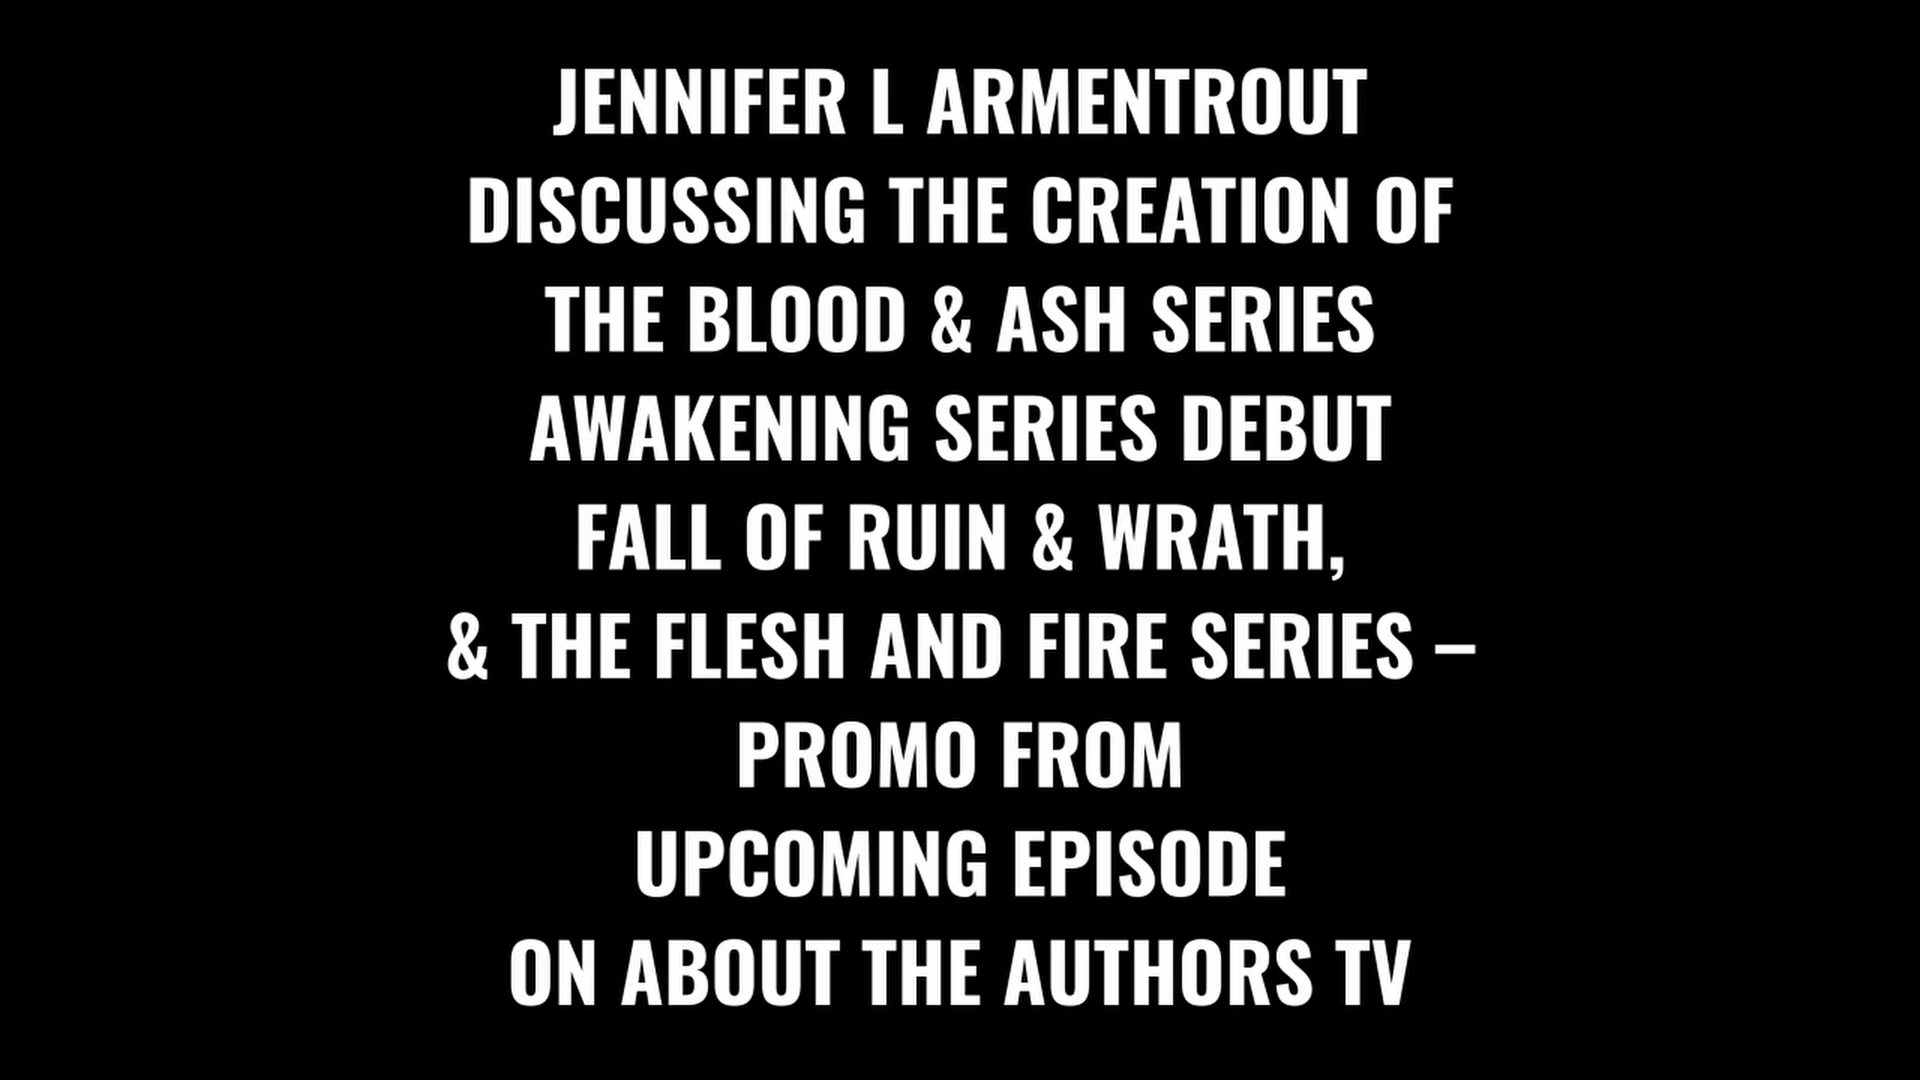 JENNIFER L ARMENTROUT
DISCUSSING THE CREATION OF
THE BLOOD & ASH SERIES
AWAKENING SERIES DEBUT
FALL OF RUIN & WRATH,
& THE FLESH AND FIRE SERIES –
PROMO FROM
UPCOMING EPISODE
ON ABOUT THE AUTHORS TV